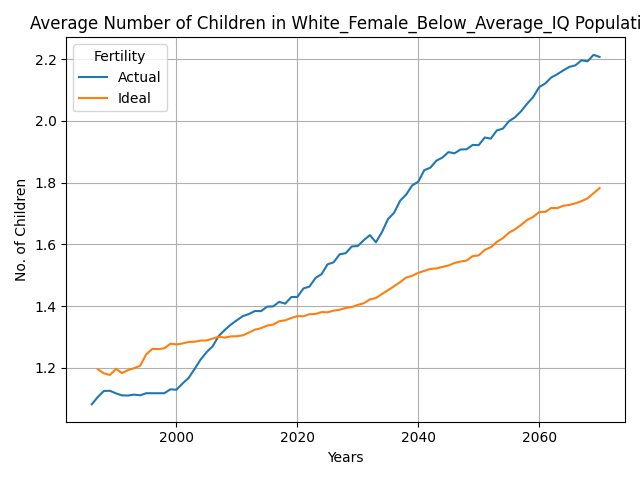 Average Number of Children in White_Female_Below_Average_IQ Populati
Fertility
Actual
Ideal
2.2
2.0
1.8
1.6
1.4
1.2
No. of Children
2000 2020 2040 2060
Years